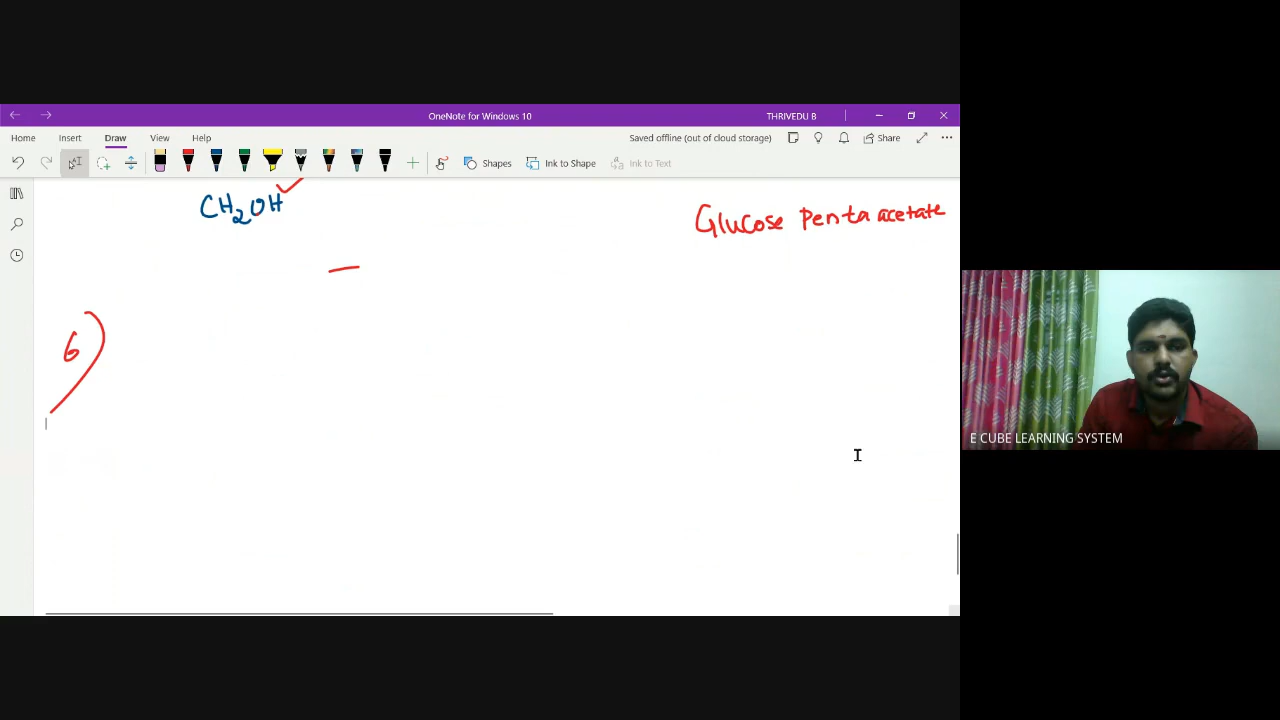 OneNote for Windows 10
THRIVEDU B
Home Insert Draw View Help
Saved offline (out of cloud storage)
Share
Shapes
Ink to Shape
Ink to Text
CH2OH
Glucose Penta acetate
6)
E CUBE LEARNING SYSTEM